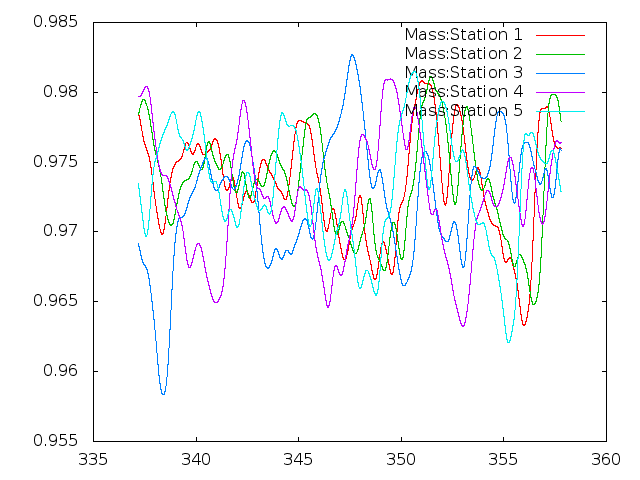 0.985
0.98
0.975
0.97
0.965
0.96
0.955
335
340
345
350
355
360
Mass:Station 1
Mass:Station 2
Mass:Station 3
Mass:Station 4
Mass:Station 5